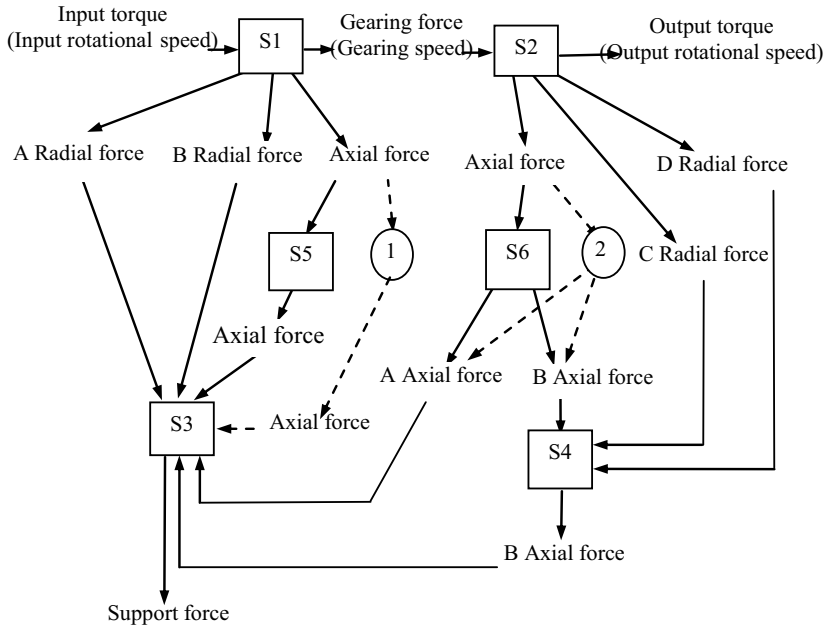 Input torque
(Input rotational speed)
S1
Gearing force
(Gearing speed)
S2
Output torque
(Output rotational speed)
A Radial force
B Radial force
Axial force
Axial force
D Radial force
S5
1
S6
2
C Radial force
Axial force
A Axial force
B Axial force
S3
Axial force
S4
B Axial force
Support force